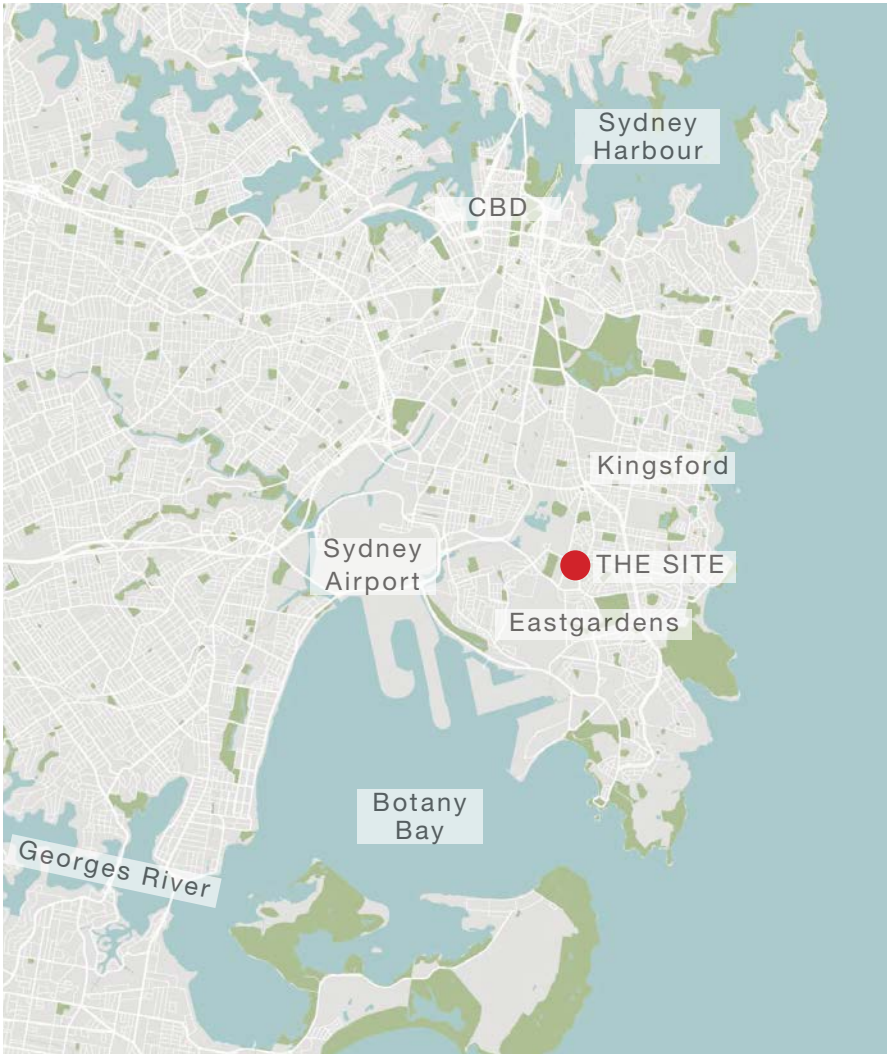 Sydney
Harbour
CBD
Kingsford
Sydney
Airport
THE SITE
Eastgardens
Botany
Bay
Georges River